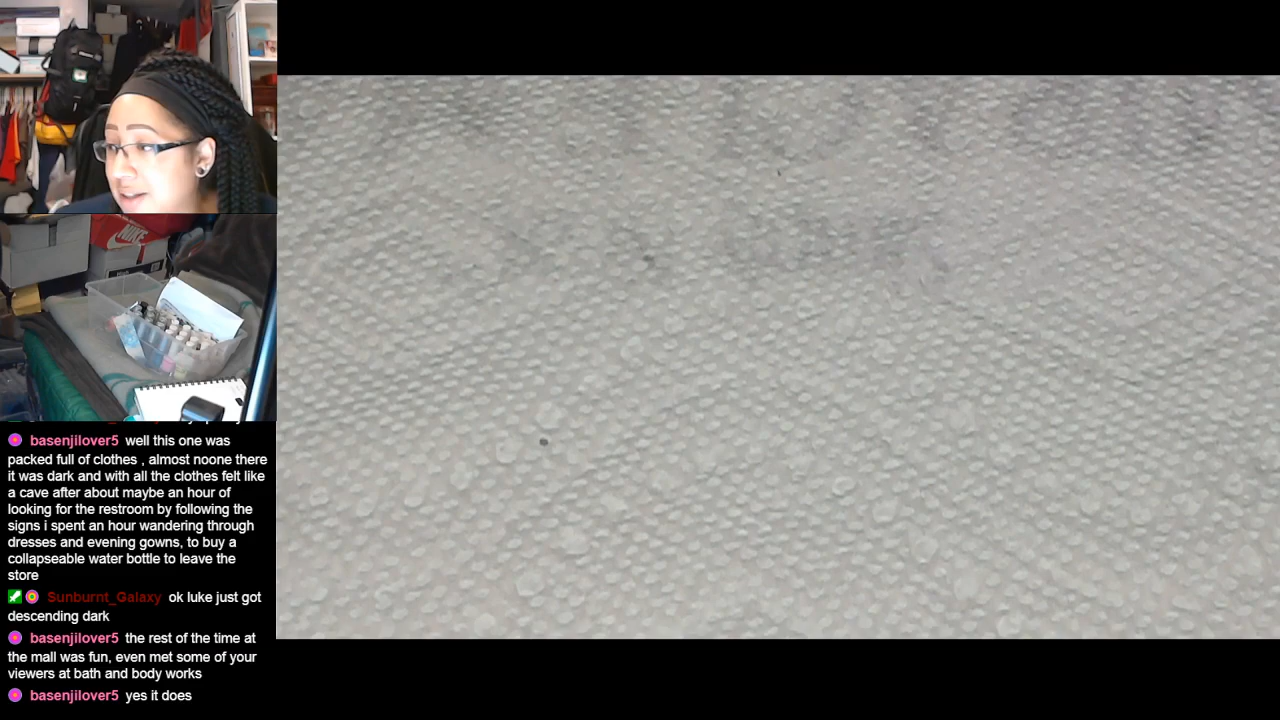 NIKE
basenjilover5 well this one was
packed full of clothes , almost noone there
it was dark and with all the clothes felt like
a cave after about maybe an hour of
looking for the restroom by following the
signs i spent an hour wandering through
dresses and evening gowns, to buy a
collapseable water bottle to leave the
store
Sunburnt_Galaxy ok luke just got
descending dark
basenjilover5 the rest of the time at
the mall was fun, even met some of your
viewers at bath and body works
basenjilover5 yes it does